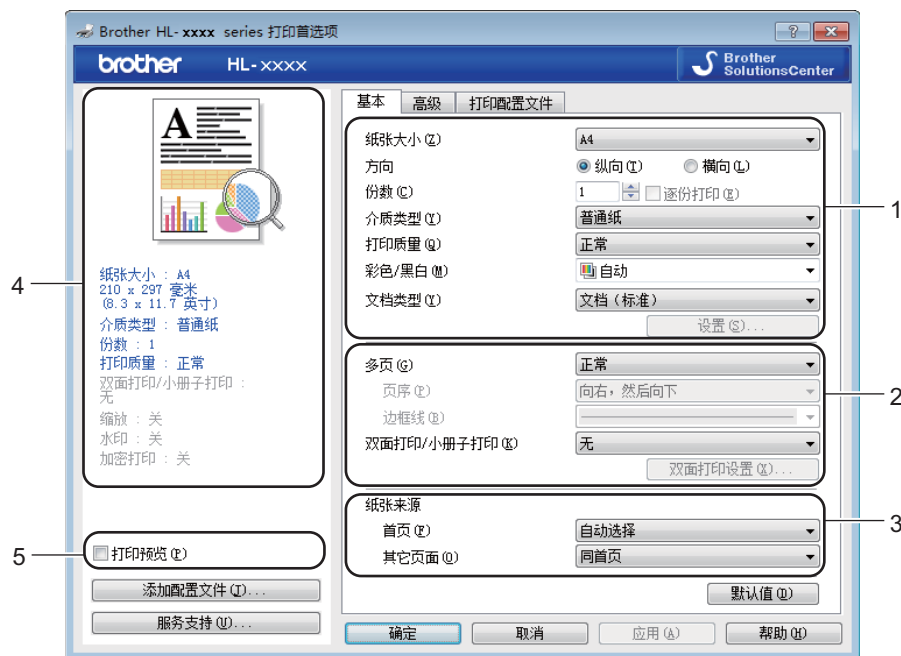 Brother HL- xxxx series 打印首选项
brother HL-xxxx
Brother
SolutionsCenter
A
纸张大小 : A4
210 x 297 毫米
(8.3 x 11.7 英寸)
介质类型 : 普通纸
份数 : 1
打印质量 : 正常
双面打印/小册子打印 :
无
缩放 : 关
水印 : 关
加密打印 : 关
4
打印预览(P)
5
添加配置文件(J)...
服务支持(U)...
基本 高级 打印配置文件
纸张大小(Z) A4
方向 纵向(T) 横向(L)
份数(C) 1 逐份打印(E)
介质类型(Y) 普通纸
打印质量(Q) 正常
彩色/黑白(M) 自动
文档类型(Y) 文档（标准）
设置(S)...
1
多页(G) 正常
页序(P) 向右，然后向下
边框线(B)
双面打印/小册子打印(K) 无
双面打印设置(X)...
2
纸张来源
首页(F) 自动选择
其它页面(O) 同首页
3
默认值(D)
确定 取消 应用(A) 帮助(H)